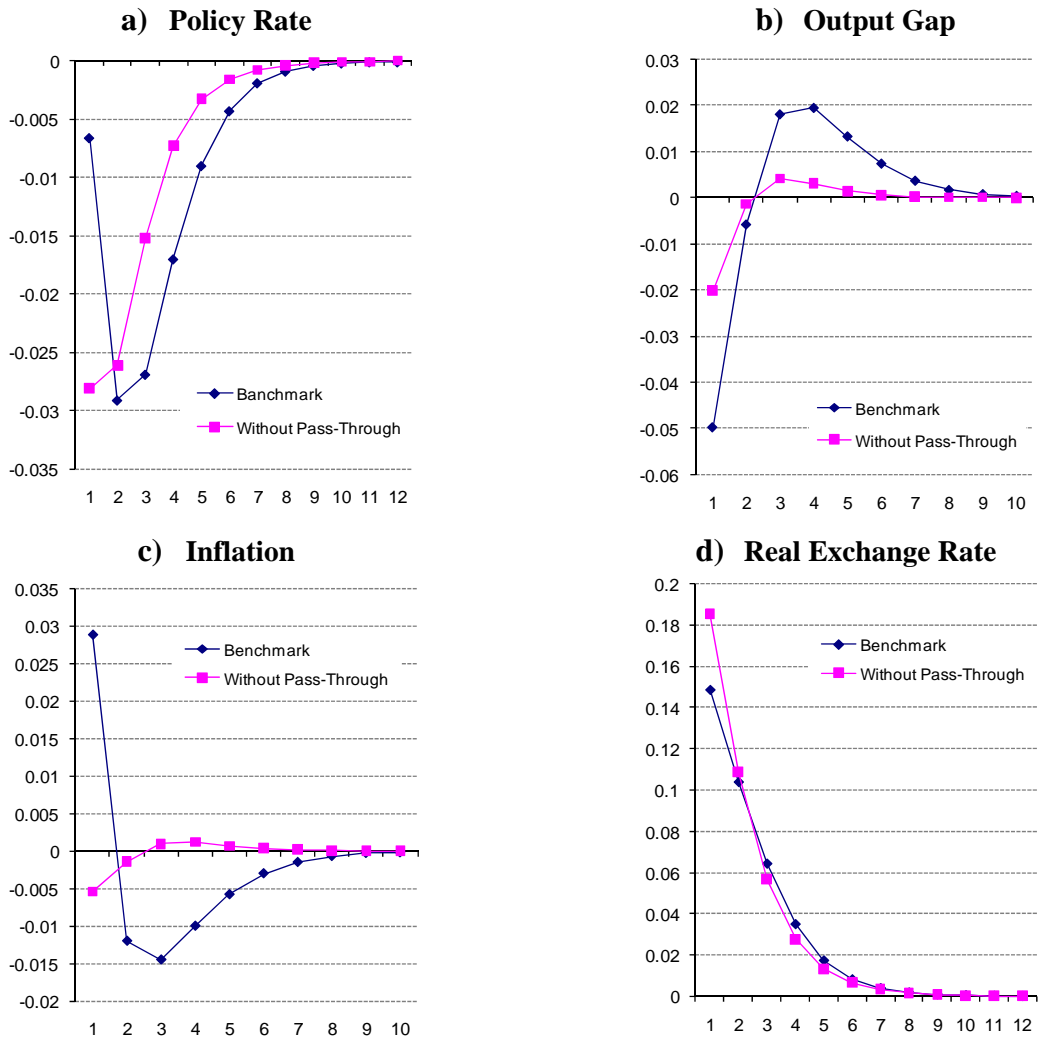 a) Policy Rate
0
-0.005
-0.01
-0.015
-0.02
-0.025
-0.03
-0.035
Banchmark
Without Pass-Through
1 2 3 4 5 6 7 8 9 10 11 12
b) Output Gap
0.03
0.02
0.01
0
-0.01
-0.02
-0.03
-0.04
-0.05
-0.06
Benchmark
Without Pass-Through
1 2 3 4 5 6 7 8 9 10
c) Inflation
0.035
0.03
0.025
0.02
0.015
0.01
0.005
0
-0.005
-0.01
-0.015
-0.02
Benchmark
Without Pass-Through
1 2 3 4 5 6 7 8 9 10
d) Real Exchange Rate
0.2
0.18
0.16
0.14
0.12
0.1
0.08
0.06
0.04
0.02
0
Benchmark
Without Pass-Through
1 2 3 4 5 6 7 8 9 10 11 12